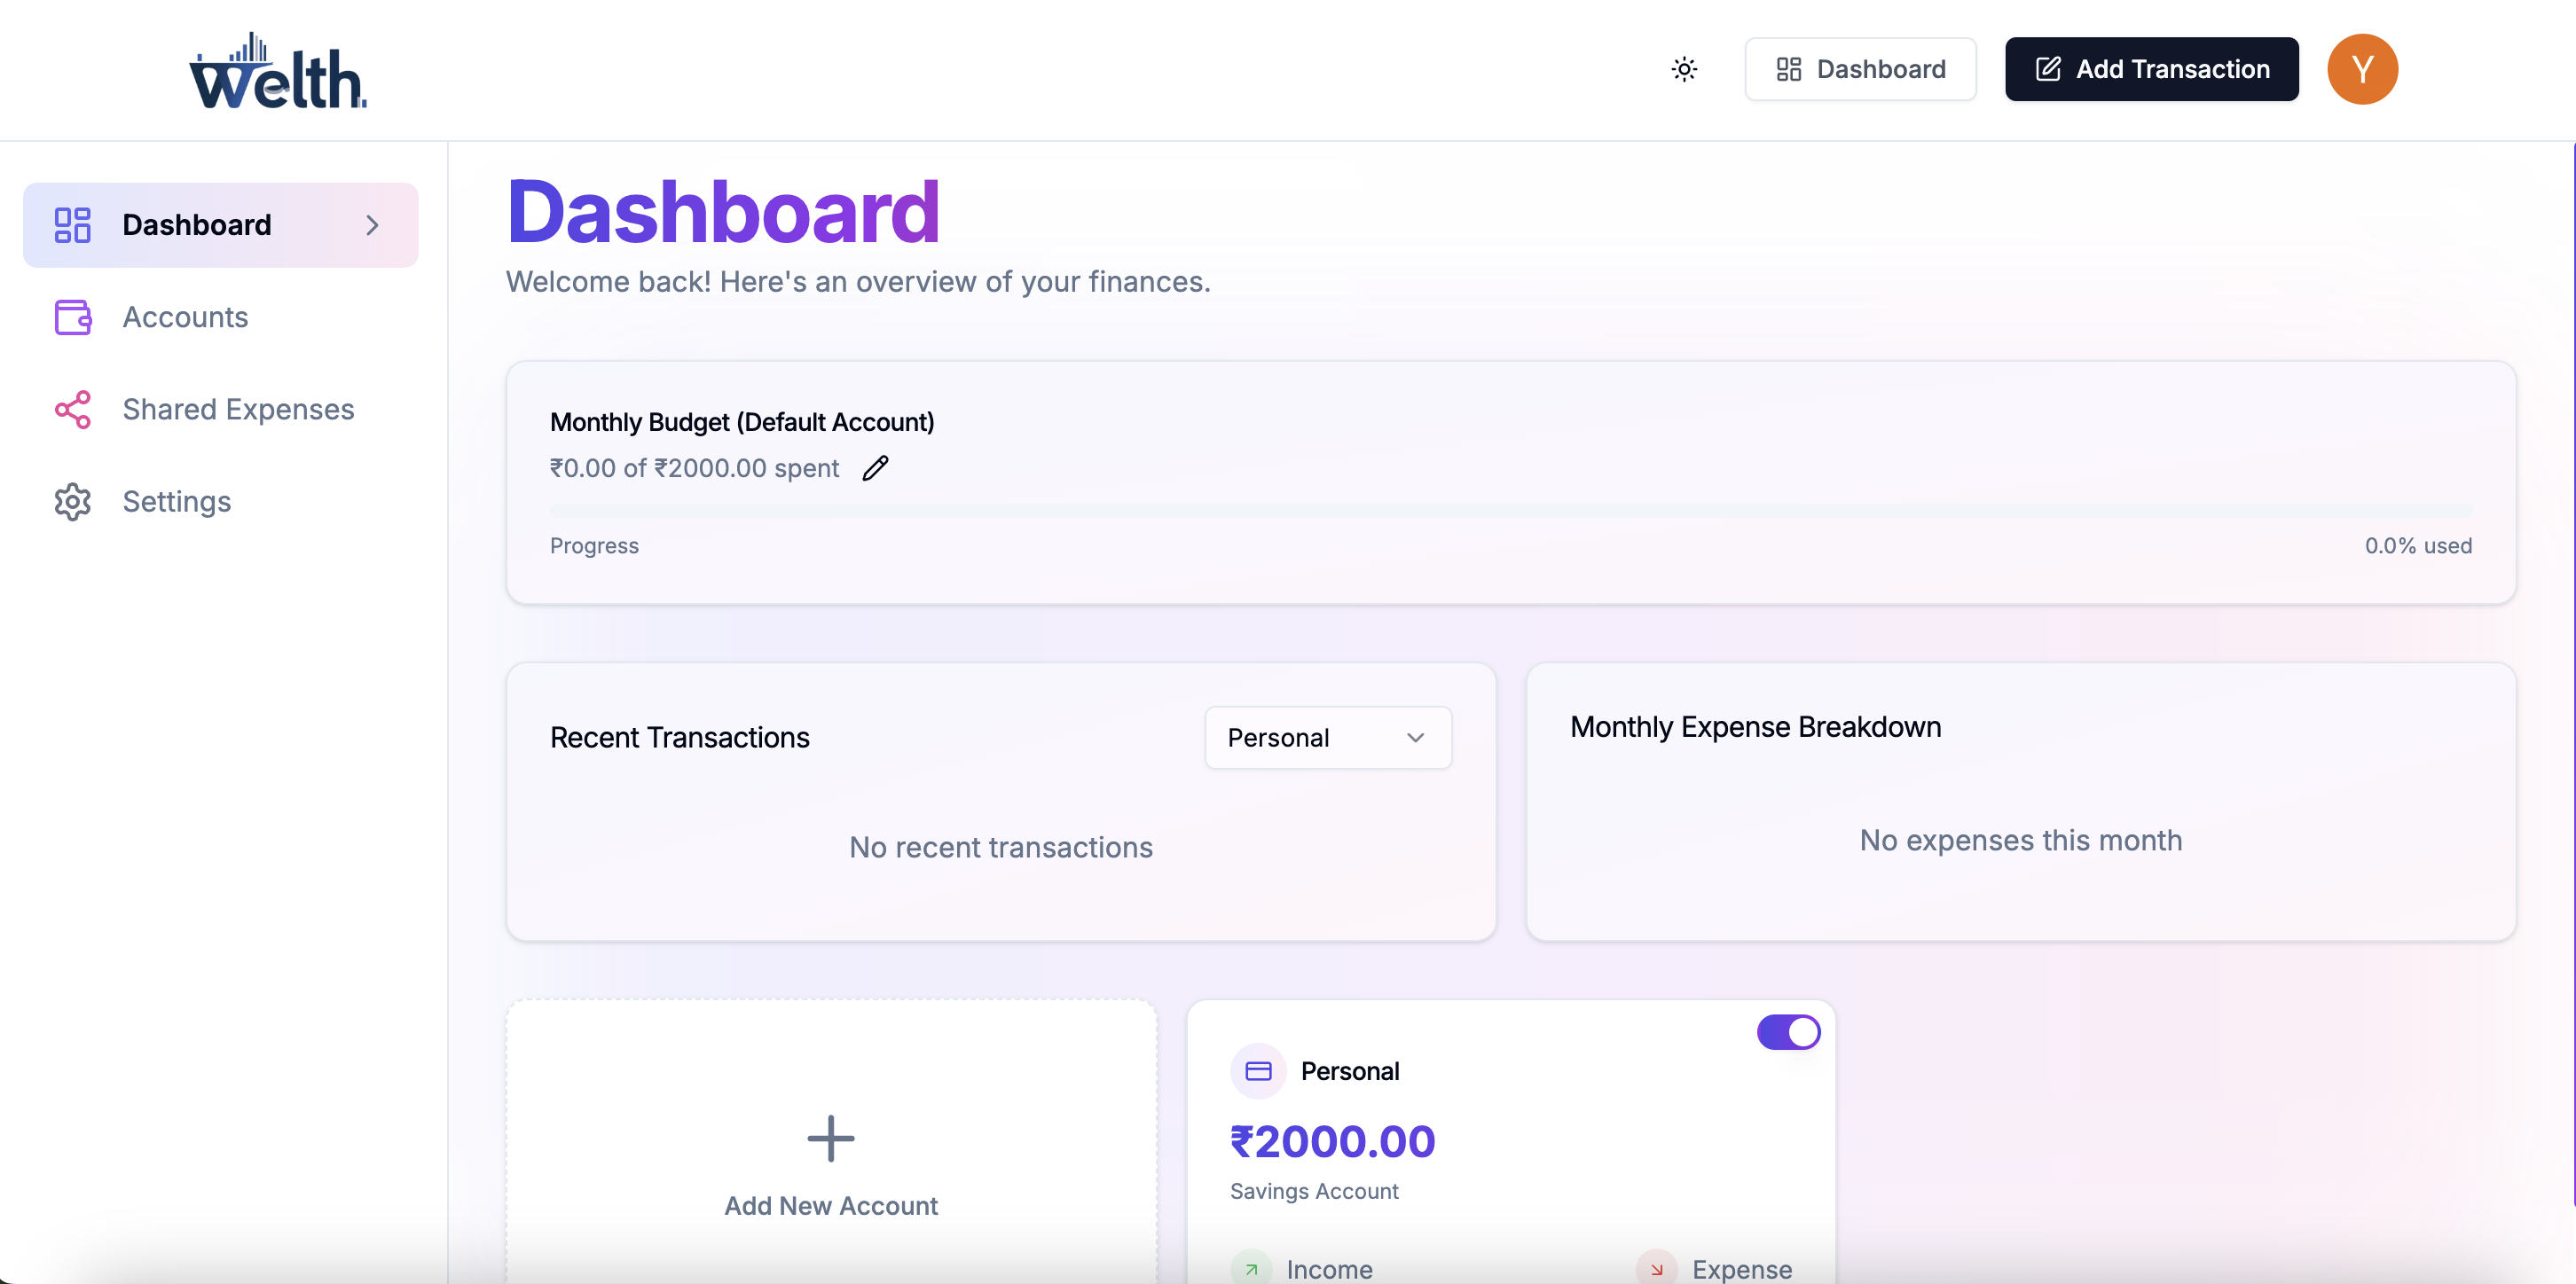 welth.
Dashboard
Add Transaction
Y
Dashboard
Accounts
Shared Expenses
Settings
Dashboard
Welcome back! Here's an overview of your finances.
Monthly Budget (Default Account)
₹0.00 of ₹2000.00 spent
Progress
0.0% used
Recent Transactions
Personal
No recent transactions
Monthly Expense Breakdown
No expenses this month
Add New Account
Personal
₹2000.00
Savings Account
Income
Expense